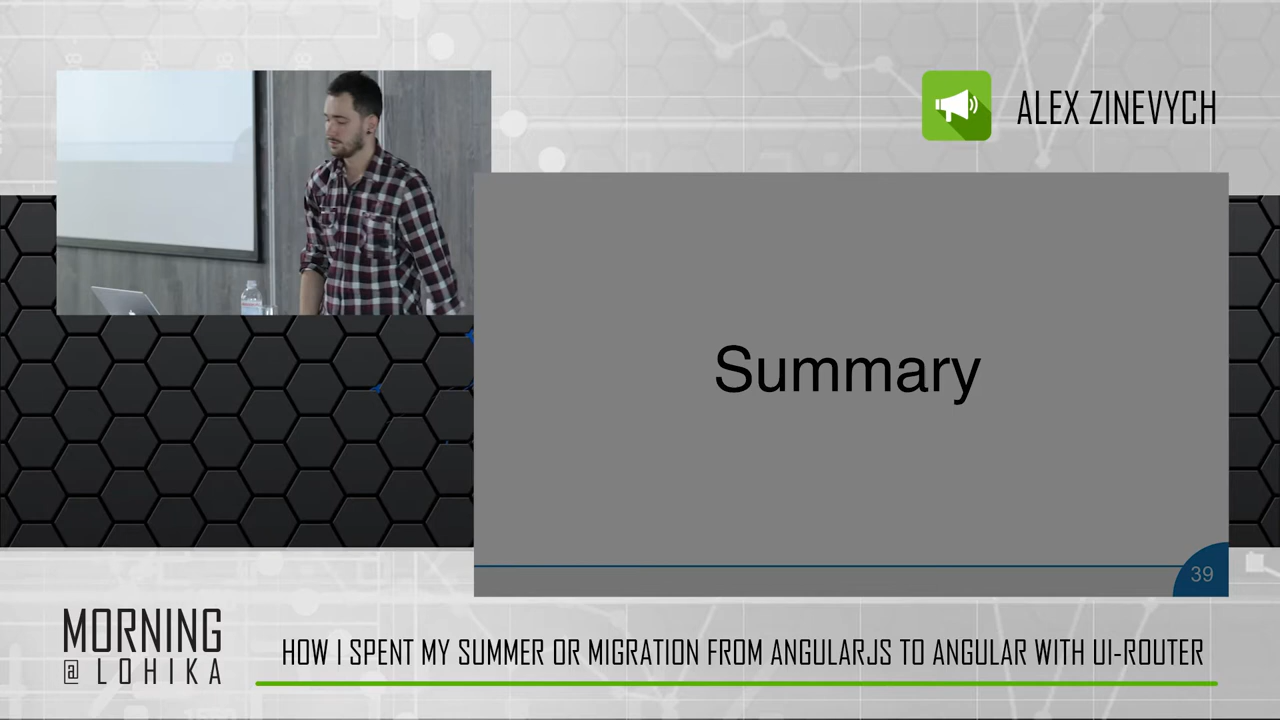 ALEX ZINEVYCH
Summary
39
MORNING
@ LOHIKA
HOW I SPENT MY SUMMER OR MIGRATION FROM ANGULARJS TO ANGULAR WITH UI-ROUTER